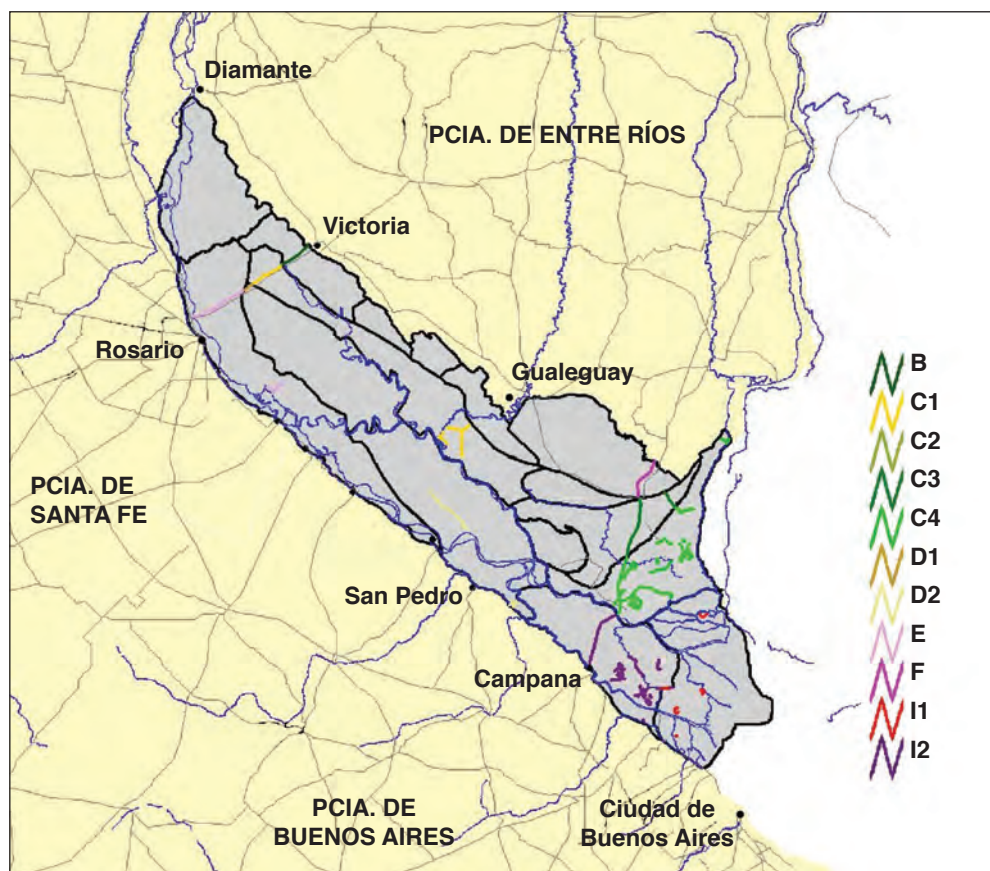 Diamante
PCIA. DE ENTRE RÍOS
Victoria
Rosario
Gualeguay
PCIA. DE
SANTA FE
San Pedro
Campana
PCIA. DE
BUENOS AIRES
Ciudad de
Buenos Aires
B
C1
C2
C3
C4
D1
D2
E
F
I1
I2